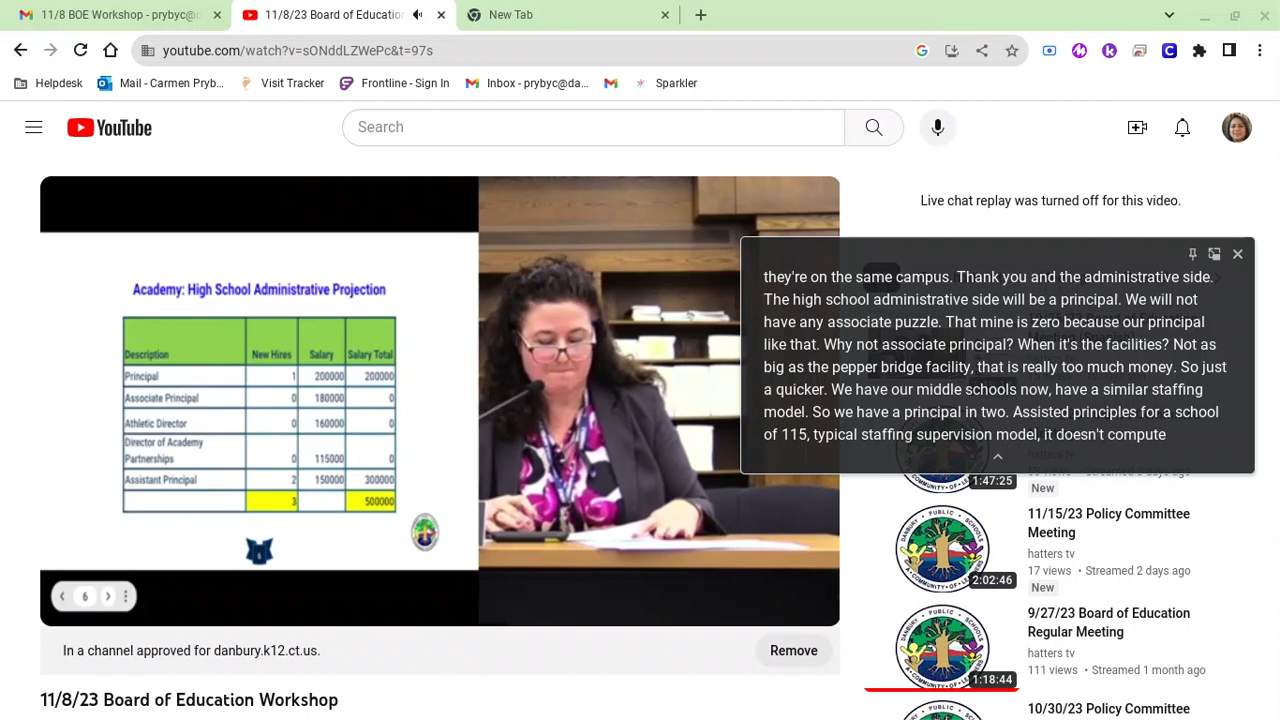 11/8 BOE Workshop - prybyc@d
11/8/23 Board of Education
New Tab
youtube.com/watch?v=sONddLZWePc&t=97s
Helpdesk
Mail - Carmen Pryb...
Visit Tracker
Frontline - Sign In
Inbox - prybyc@da...
Sparkler
YouTube
Search
Live chat replay was turned off for this video.
Academy: High School Administrative Projection
Description New Hires Salary Salary Total
Principal 1 200000 200000
Associate Principal 0 180000 0
Athletic Director 0 160000 0
Director of Academy
Partnerships 0 115000 0
Assistant Principal 2 150000 300000
3 500000
6
they're on the same campus. Thank you and the administrative side.
The high school administrative side will be a principal. We will not
have any associate puzzle. That mine is zero because our principal
like that. Why not associate principal? When it's the facilities? Not as
big as the pepper bridge facility, that is really too much money. So just
a quicker. We have our middle schools now, have a similar staffing
model. So we have a principal in two. Assisted principles for a school
of 115, typical staffing supervision model, it doesn't compute
1:47:25
New
11/15/23 Policy Committee
Meeting
hatters tv
17 views • Streamed 2 days ago
2:02:46
New
9/27/23 Board of Education
Regular Meeting
hatters tv
111 views • Streamed 1 month ago
1:18:44
10/30/23 Policy Committee
In a channel approved for danbury.k12.ct.us.
Remove
11/8/23 Board of Education Workshop